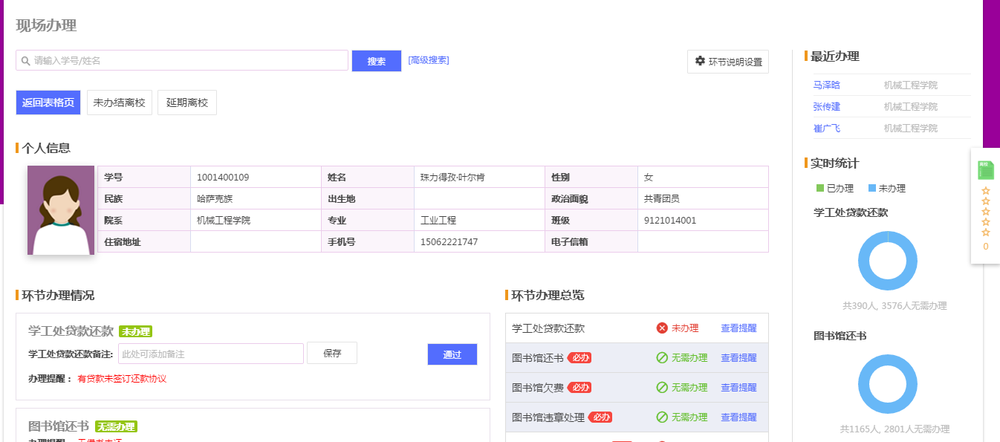 现场办理
请输入学号/姓名 搜索 [高级搜索] 环节说明设置
返回表格页 未办结离校 延期离校
个人信息
学号 1001400109 姓名 珠力得孜·叶尔肯 性别 女
民族 哈萨克族 出生地 政治面貌 共青团员
院系 机械工程学院 专业 工业工程 班级 9121014001
住宿地址 手机号 15062221747 电子信箱
环节办理情况
学工处贷款还款 未办理
学工处贷款还款备注: 此处可添加备注 保存 通过
办理提醒： 有贷款未签订还款协议
图书馆还书 无需办理
环节办理总览
学工处贷款还款 未办理 查看提醒
图书馆还书 必办 无需办理 查看提醒
图书馆欠费 必办 无需办理 查看提醒
图书馆违章处理 必办 无需办理 查看提醒
最近办理
马泽晗 机械工程学院
张传建 机械工程学院
崔广飞 机械工程学院
实时统计
已办理 未办理
学工处贷款还款
共390人, 3576人无需办理
图书馆还书
共1165人, 2801人无需办理
0